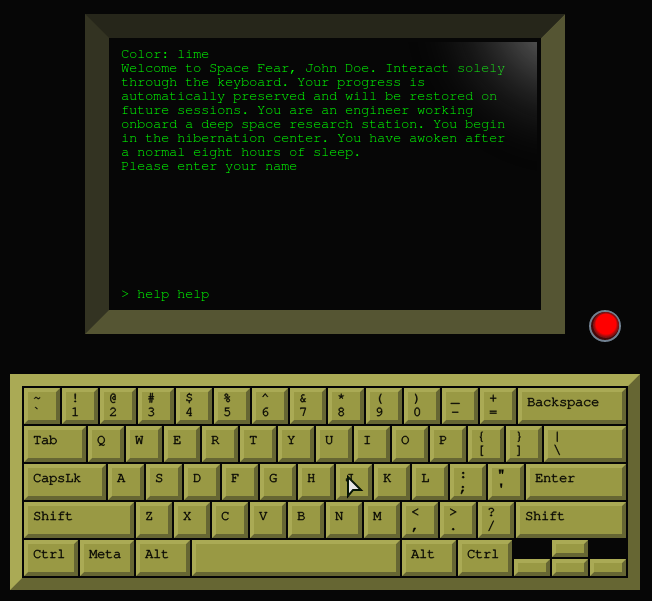 Color: lime
Welcome to Space Fear, John Doe. Interact solely
through the keyboard. Your progress is
automatically preserved and will be restored on
future sessions. You are an engineer working
onboard a deep space research station. You begin
in the hibernation center. You have awoken after
a normal eight hours of sleep.
Please enter your name
> help help
~ ! @ # $ % ^ & * ( ) _ +
` 1 2 3 4 5 6 7 8 9 0 - = Backspace
Tab Q W E R T Y U I O P { [ } ] | \
CapsLk A S D F G H K L : ; " ' Enter
Shift Z X C V B N M < , > . ? / Shift
Ctrl Meta Alt Alt Ctrl